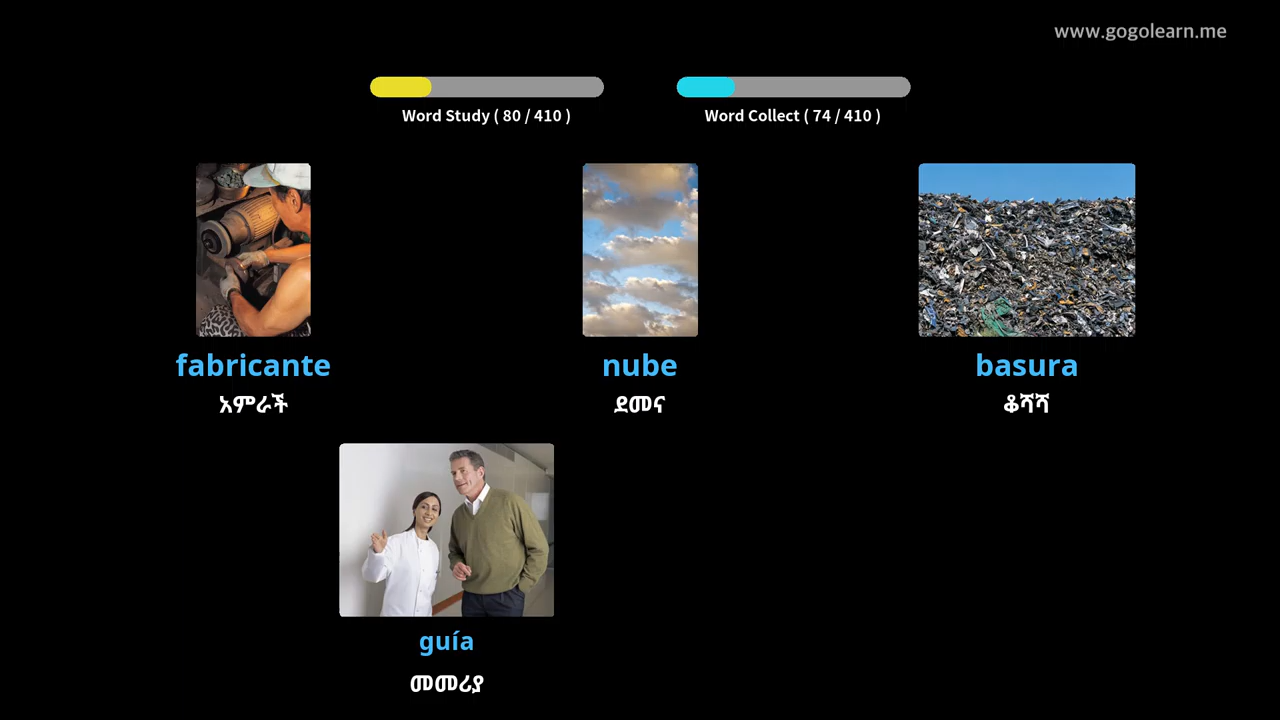 www.gogolearn.me
Word Study ( 80 / 410 )
Word Collect ( 74 / 410 )
fabricante
አምራች
nube
ደመና
basura
ቆሻሻ
guía
መመሪያ